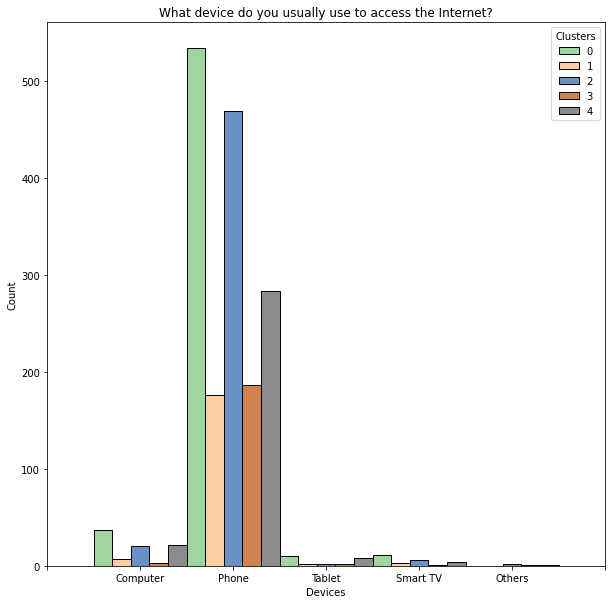 What device do you usually use to access the Internet?
Clusters
0
1
2
3
4
500
400
300
200
100
0
Count
Computer Phone Tablet Smart TV Others
Devices